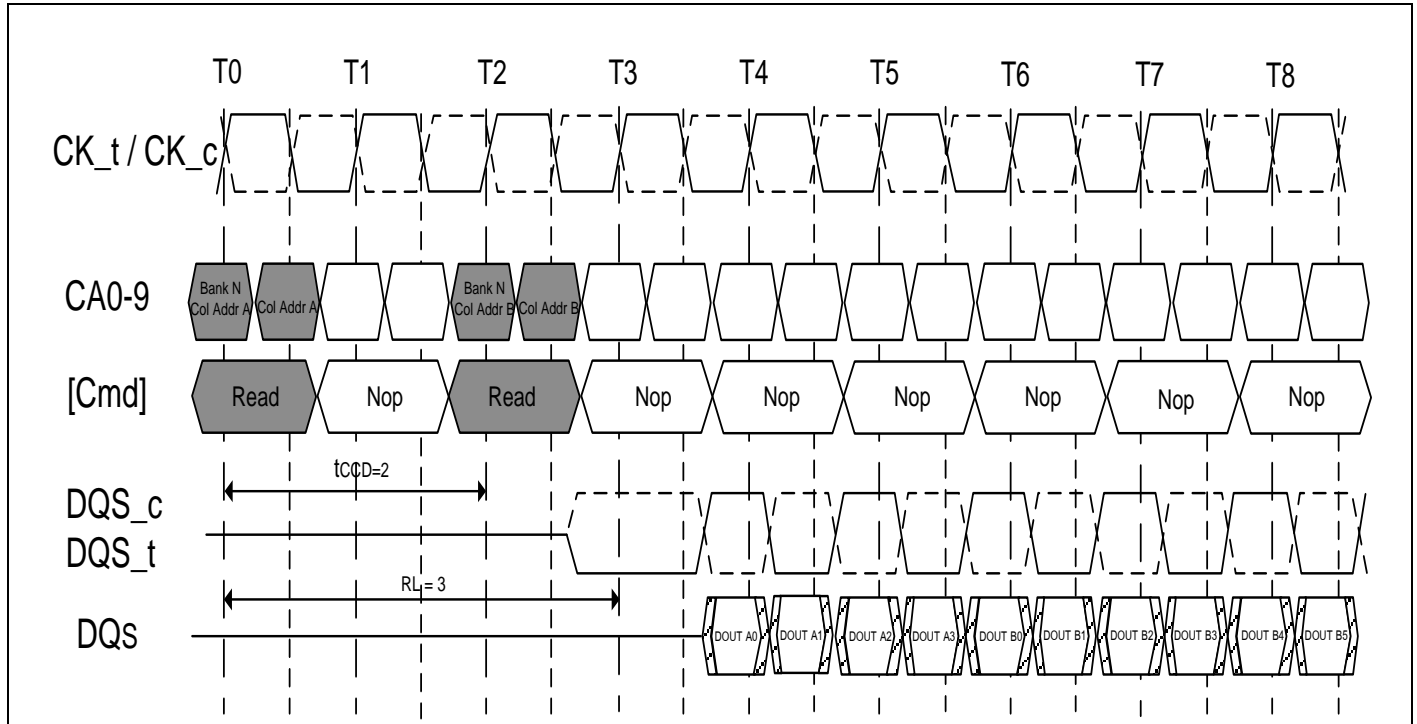 T0 T1 T2 T3 T4 T5 T6 T7 T8
CK_t / CK_c
CA0-9
Bank N
Col Addr A
Col Addr A
Bank N
Col Addr B
Col Addr B
[Cmd]
Read Nop Read Nop Nop Nop Nop Nop Nop
tCCD=2
DQS_c
DQS_t
RL = 3
DQs
DOUT A0 DOUT A1 DOUT A2 DOUT A3 DOUT B0 DOUT B1 DOUT B2 DOUT B3 DOUT B4 DOUT B5